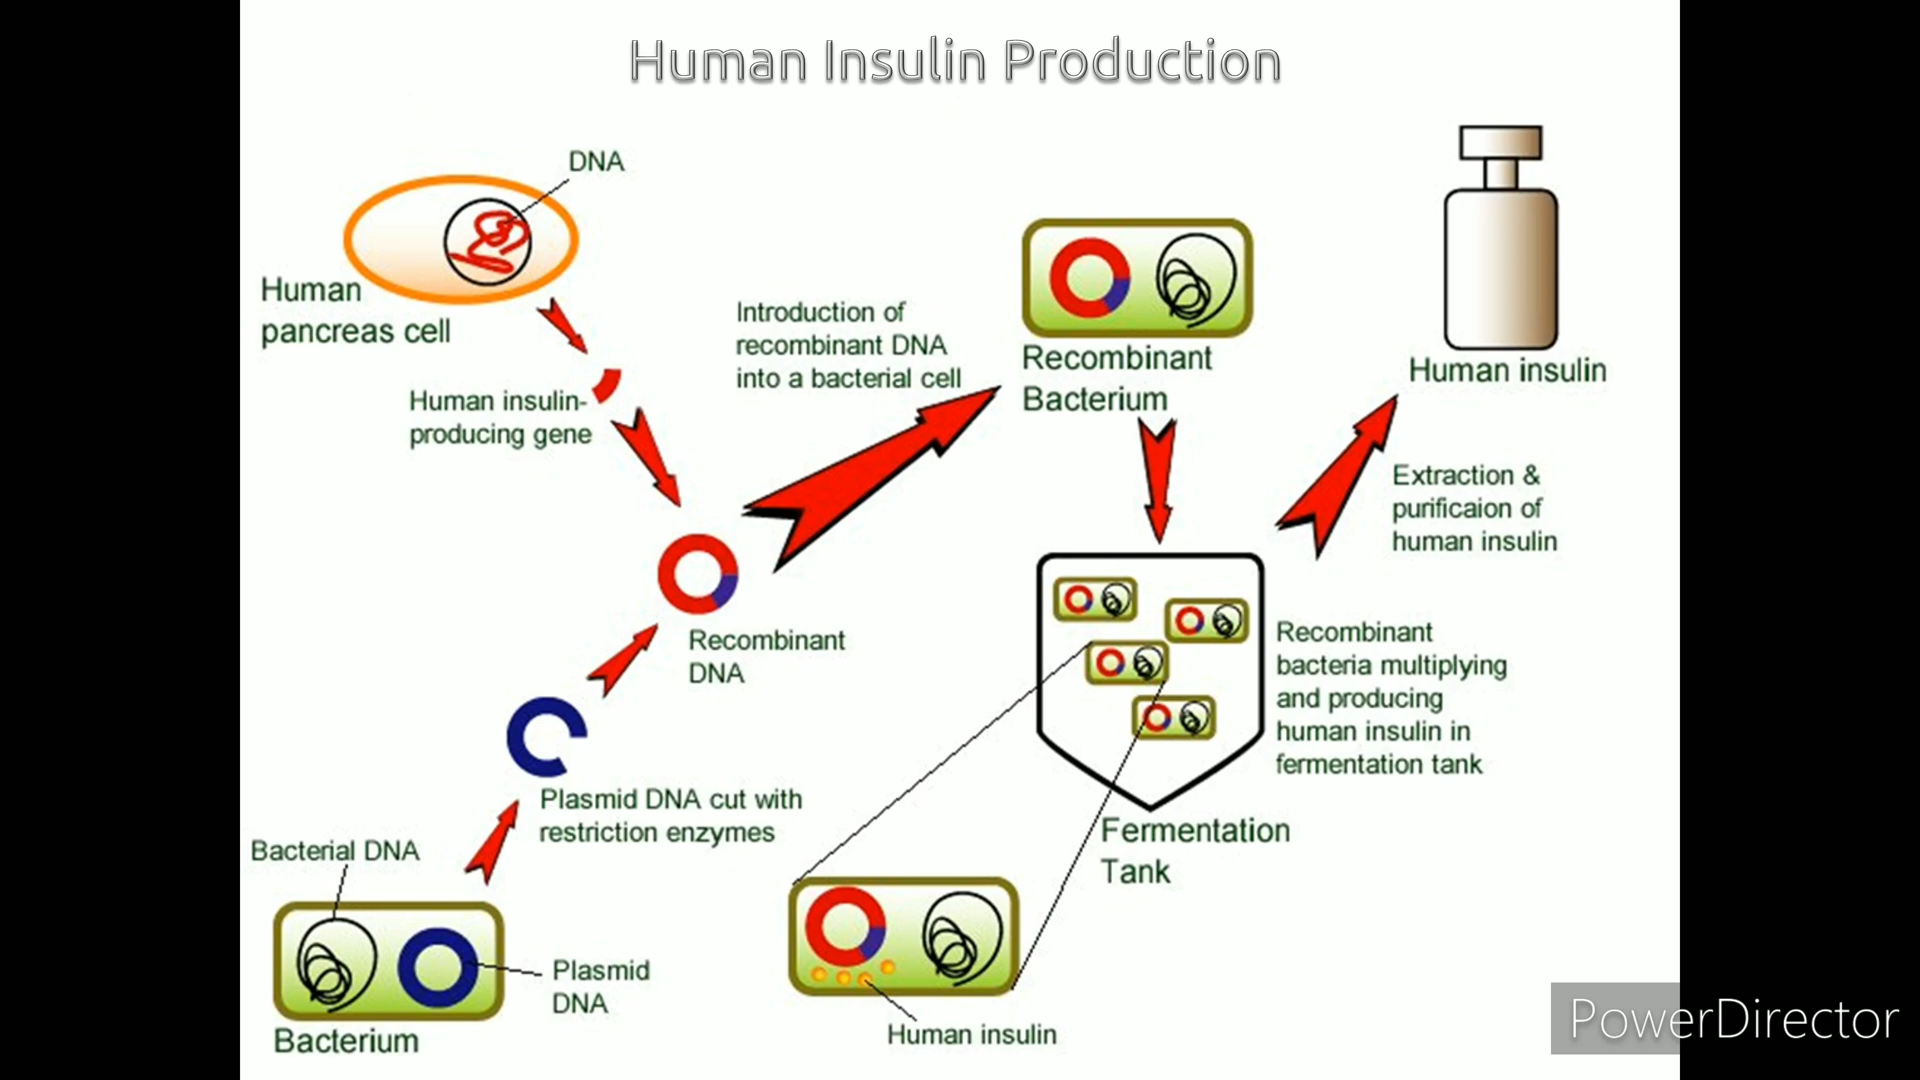 Human Insulin Production
DNA
Human
pancreas cell
Human insulin-
producing gene
Introduction of
recombinant DNA
into a bacterial cell
Recombinant
Bacterium
Human insulin
Extraction &
purificaion of
human insulin
Recombinant
DNA
Recombinant
bacteria multiplying
and producing
human insulin in
fermentation tank
Plasmid DNA cut with
restriction enzymes
Fermentation
Tank
Bacterial DNA
Plasmid
DNA
Bacterium
Human insulin
PowerDirector